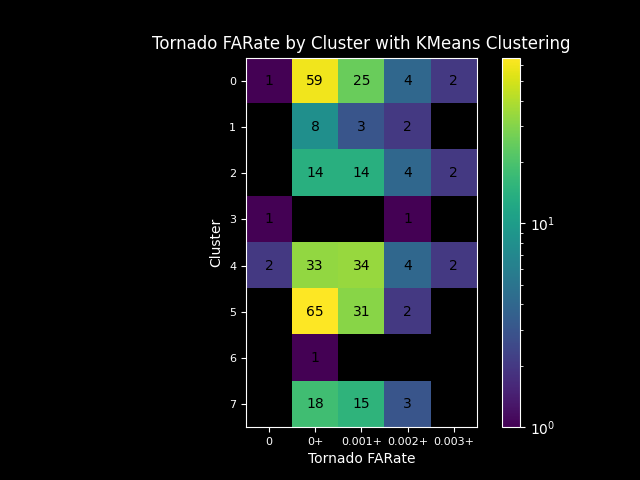 Tornado FARate by Cluster with KMeans Clustering
0 1 59 25 4 2
1 8 3 2
2 14 14 4 2
3 1 1
4 2 33 34 4 2
5 65 31 2
6 1
7 18 15 3
0 0+ 0.001+ 0.002+ 0.003+
Tornado FARate
Cluster
10¹
10⁰